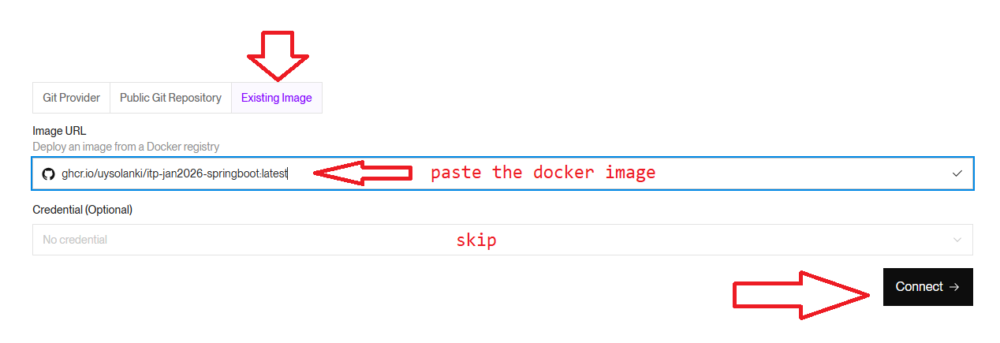 Git Provider Public Git Repository Existing Image
Image URL
Deploy an image from a Docker registry
ghcr.io/uysolanki/itp-jan2026-springboot:latest paste the docker image
Credential (Optional)
No credential skip
Connect →